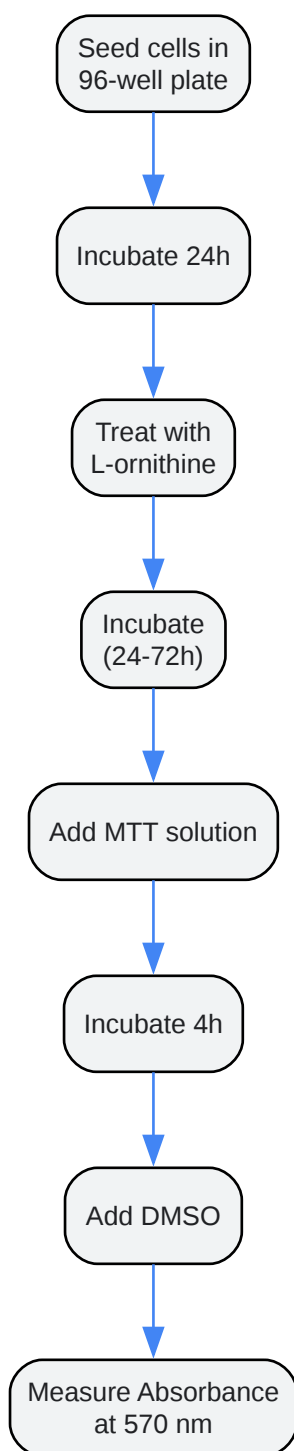 Seed cells in
96-well plate
Incubate 24h
Treat with
L-ornithine
Incubate
(24-72h)
Add MTT solution
Incubate 4h
Add DMSO
Measure Absorbance
at 570 nm